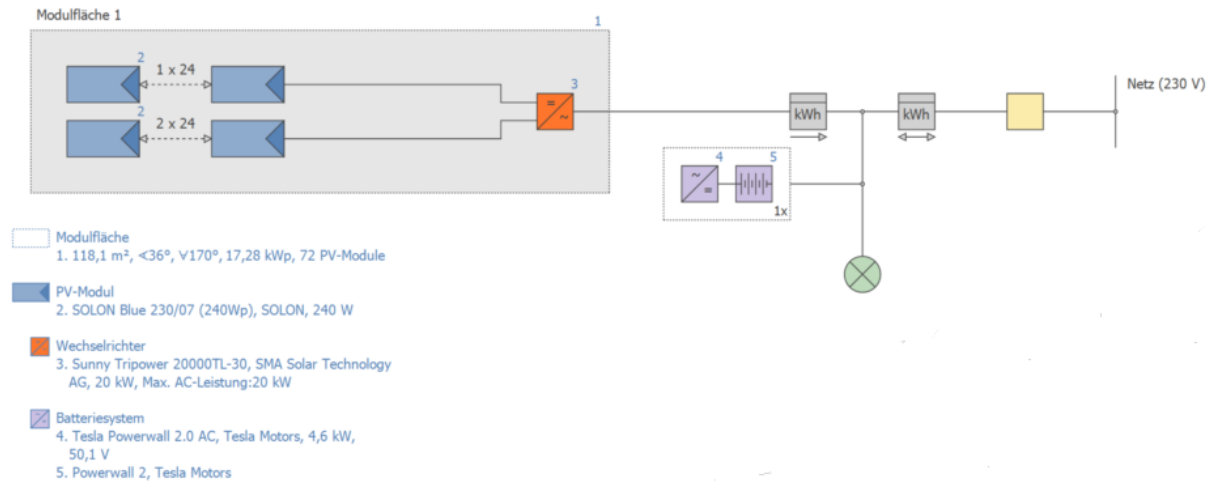 Modulfläche 1
1
2
1 x 24
2
2 x 24
3
= ~
kWh
kWh
Netz (230 V)
4
5
~ =
1x
Modulfläche
1. 118,1 m², <36°, ∨170°, 17,28 kWp, 72 PV-Module
PV-Modul
2. SOLON Blue 230/07 (240Wp), SOLON, 240 W
Wechselrichter
3. Sunny Tripower 20000TL-30, SMA Solar Technology
AG, 20 kW, Max. AC-Leistung:20 kW
Batteriesystem
4. Tesla Powerwall 2.0 AC, Tesla Motors, 4,6 kW,
50,1 V
5. Powerwall 2, Tesla Motors